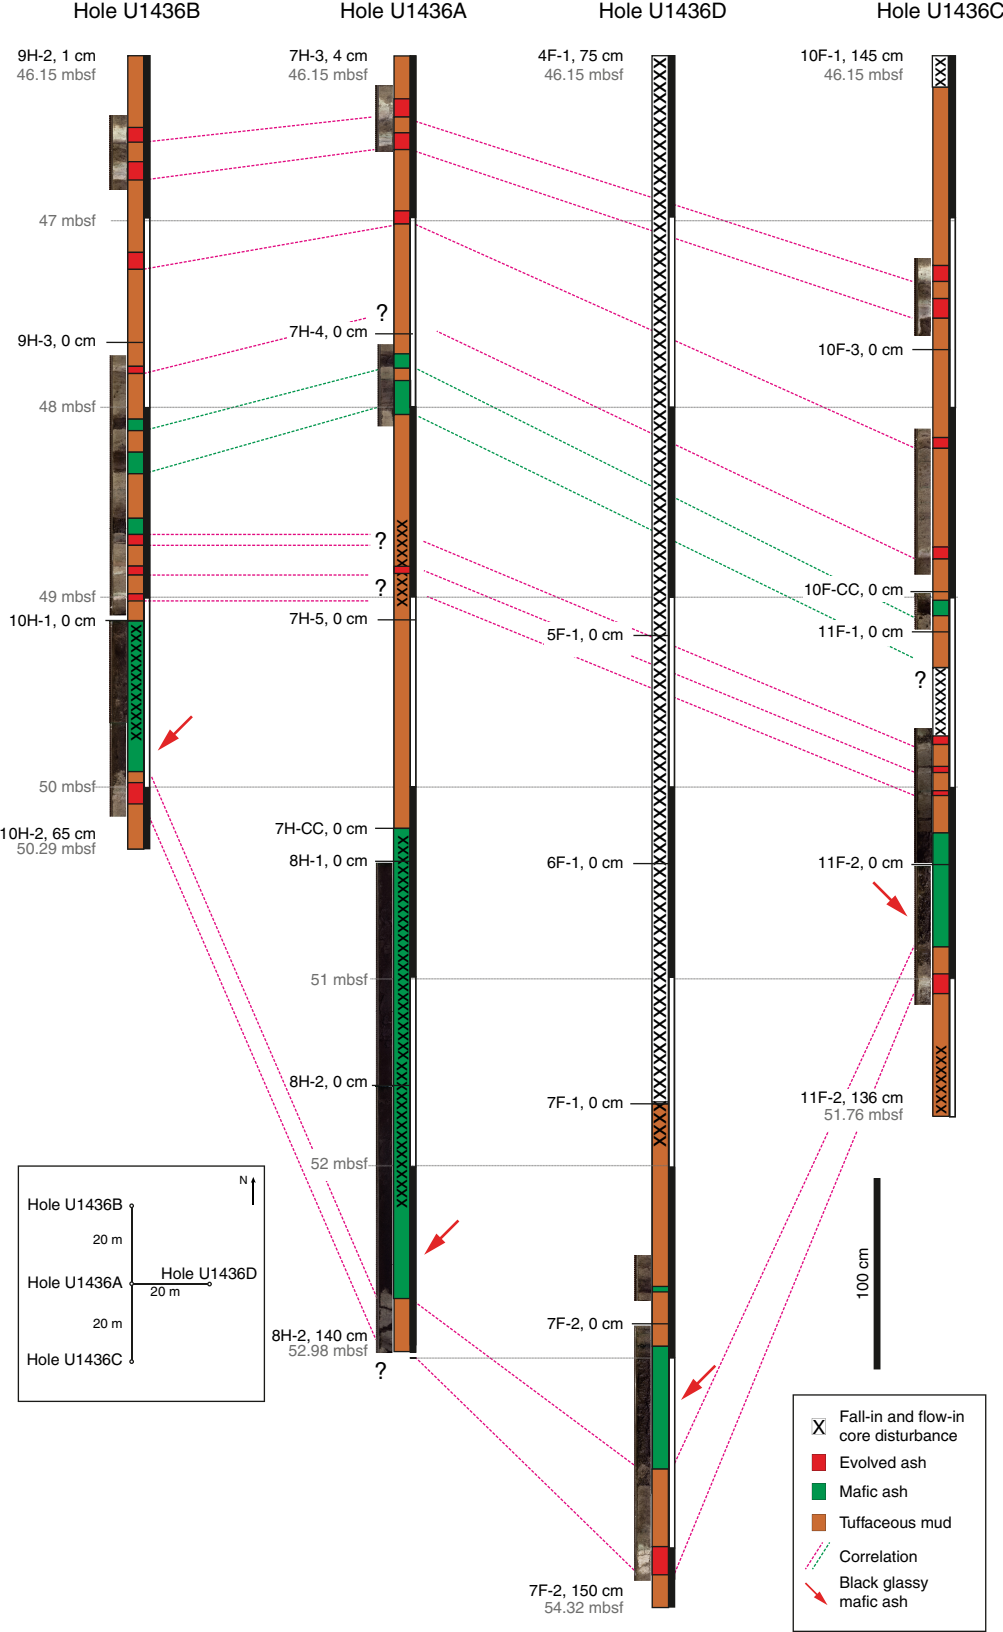 Hole U1436B
Hole U1436A
Hole U1436D
Hole U1436C
9H-2, 1 cm
46.15 mbsf
7H-3, 4 cm
46.15 mbsf
4F-1, 75 cm
46.15 mbsf
10F-1, 145 cm
46.15 mbsf
47 mbsf
?
7H-4, 0 cm
9H-3, 0 cm
10F-3, 0 cm
48 mbsf
?
?
49 mbsf
10F-CC, 0 cm
10H-1, 0 cm
7H-5, 0 cm
5F-1, 0 cm
11F-1, 0 cm
?
50 mbsf
7H-CC, 0 cm
10H-2, 65 cm
50.29 mbsf
8H-1, 0 cm
6F-1, 0 cm
11F-2, 0 cm
51 mbsf
8H-2, 0 cm
7F-1, 0 cm
11F-2, 136 cm
51.76 mbsf
52 mbsf
N
Hole U1436B
20 m
Hole U1436A
Hole U1436D
20 m
20 m
Hole U1436C
100 cm
7F-2, 0 cm
8H-2, 140 cm
52.98 mbsf
?
X
Fall-in and flow-in
core disturbance
Evolved ash
Mafic ash
Tuffaceous mud
Correlation
Black glassy
mafic ash
7F-2, 150 cm
54.32 mbsf